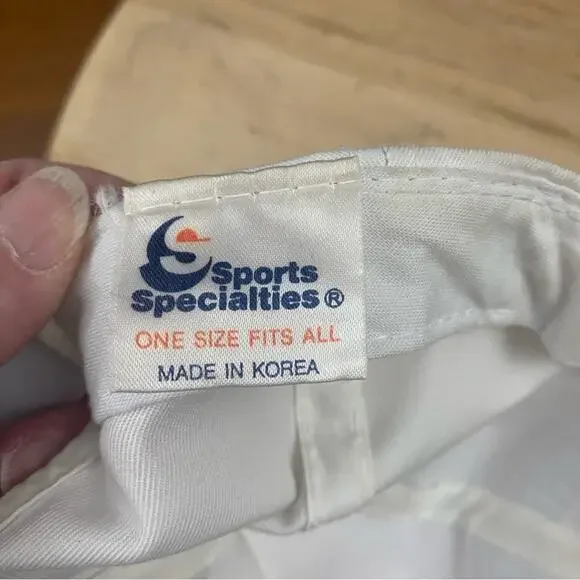 Sports
Specialties®
ONE SIZE FITS ALL
MADE IN KOREA